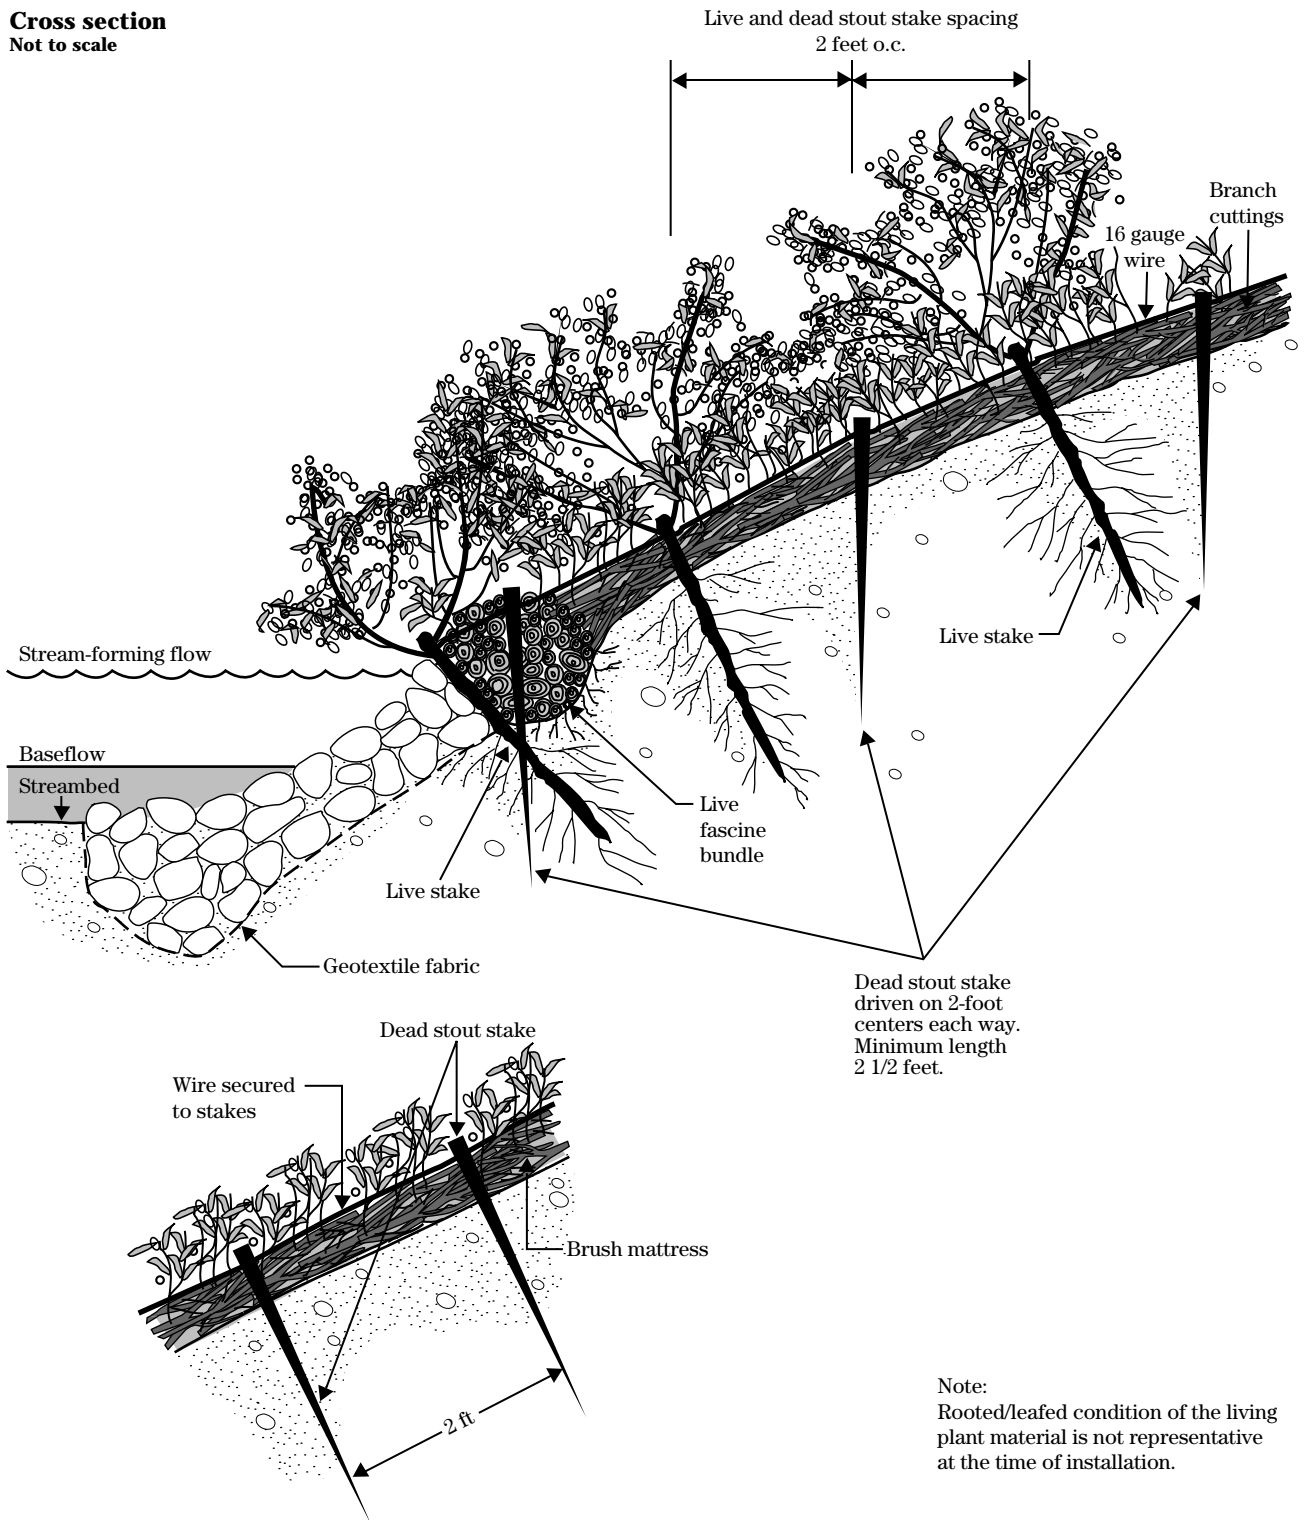 Cross section
Not to scale
Live and dead stout stake spacing
2 feet o.c.
Branch
cuttings
16 gauge
wire
Stream-forming flow
Live stake
Baseflow
Streambed
Live
fascine
bundle
Live stake
Geotextile fabric
Dead stout stake
driven on 2-foot
centers each way.
Minimum length
2 1/2 feet.
Dead stout stake
Wire secured
to stakes
Brush mattress
2 ft
Note:
Rooted/leafed condition of the living
plant material is not representative
at the time of installation.